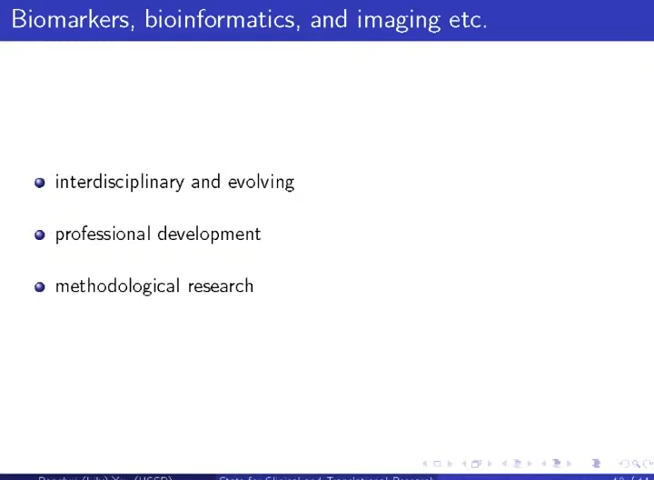 Biomarkers, bioinformatics, and imaging etc.
interdisciplinary and evolving
professional development
methodological research